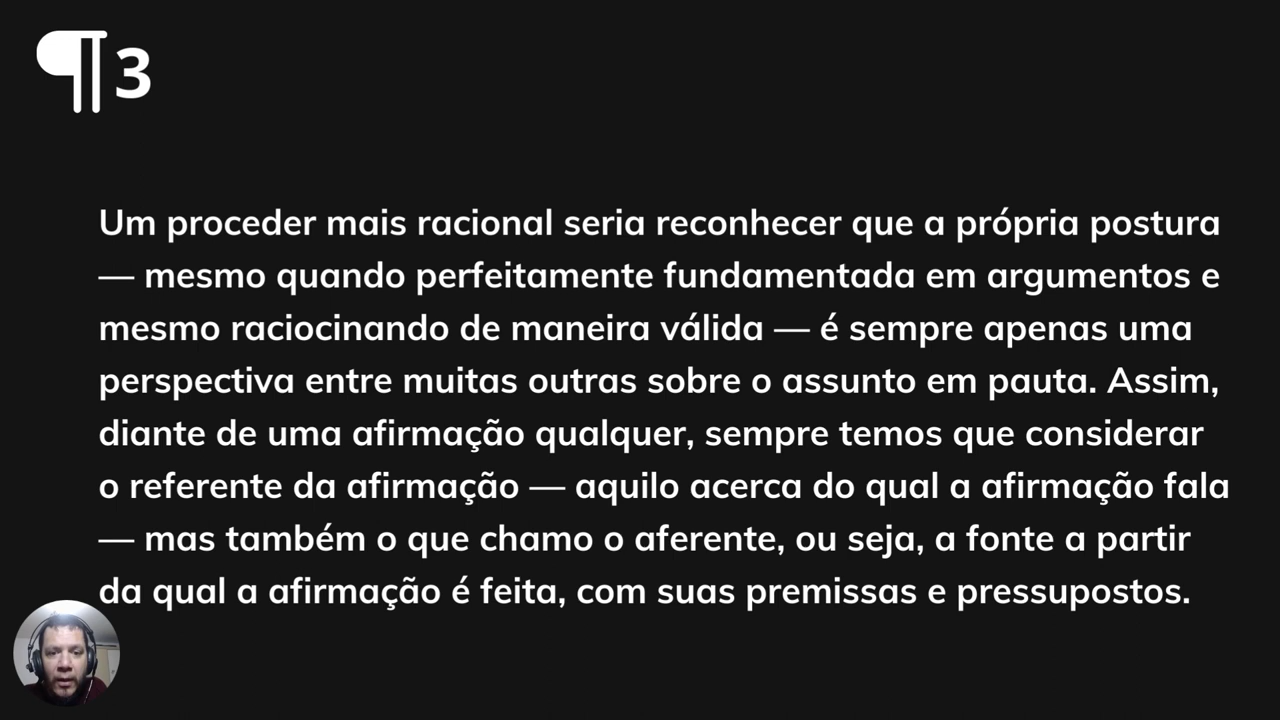 ¶3
Um proceder mais racional seria reconhecer que a própria postura
— mesmo quando perfeitamente fundamentada em argumentos e
mesmo raciocinando de maneira válida — é sempre apenas uma
perspectiva entre muitas outras sobre o assunto em pauta. Assim,
diante de uma afirmação qualquer, sempre temos que considerar
o referente da afirmação — aquilo acerca do qual a afirmação fala
— mas também o que chamo o aferente, ou seja, a fonte a partir
da qual a afirmação é feita, com suas premissas e pressupostos.